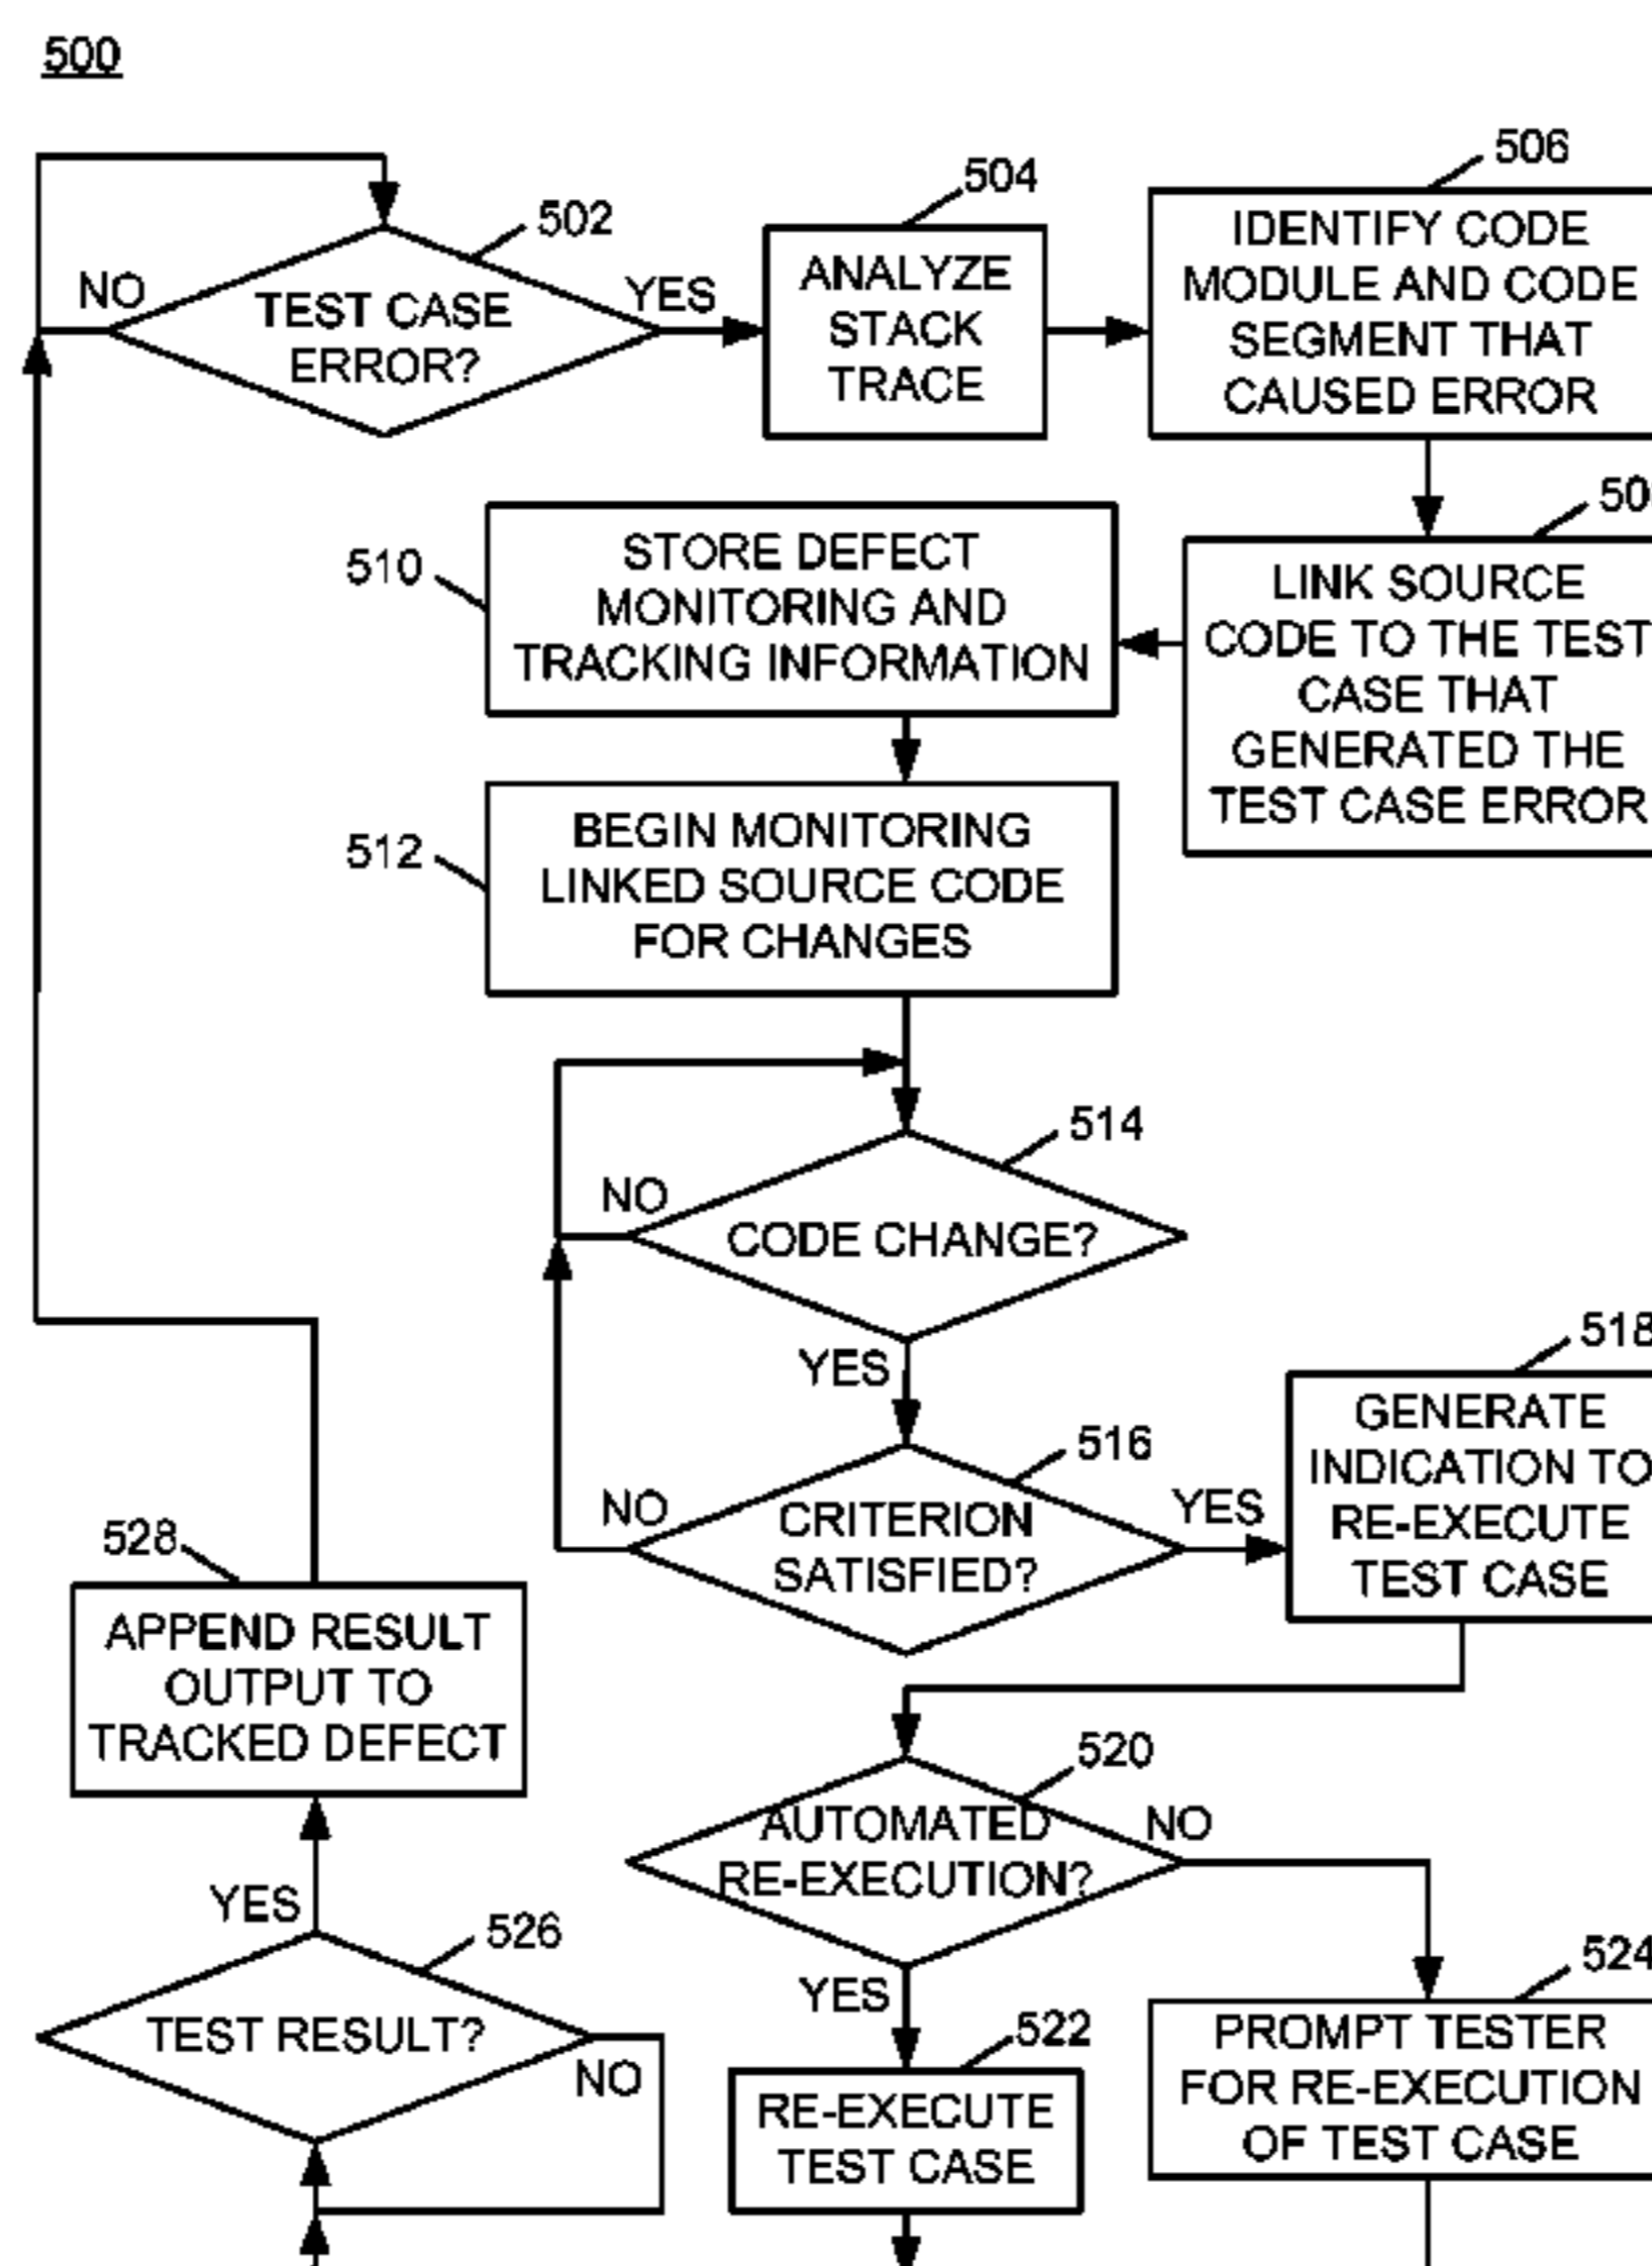 500
502
NO
TEST CASE
ERROR?
YES
504
ANALYZE
STACK
TRACE
506
IDENTIFY CODE
MODULE AND CODE
SEGMENT THAT
CAUSED ERROR
50
LINK SOURCE
CODE TO THE TEST
CASE THAT
GENERATED THE
TEST CASE ERROR
510
STORE DEFECT
MONITORING AND
TRACKING INFORMATION
512
BEGIN MONITORING
LINKED SOURCE CODE
FOR CHANGES
514
NO
CODE CHANGE?
YES
516
NO
CRITERION
SATISFIED?
YES
518
GENERATE
INDICATION TO
RE-EXECUTE
TEST CASE
520
AUTOMATED
RE-EXECUTION?
NO
YES
522
RE-EXECUTE
TEST CASE
524
PROMPT TESTER
FOR RE-EXECUTION
OF TEST CASE
526
TEST RESULT?
NO
YES
528
APPEND RESULT
OUTPUT TO
TRACKED DEFECT